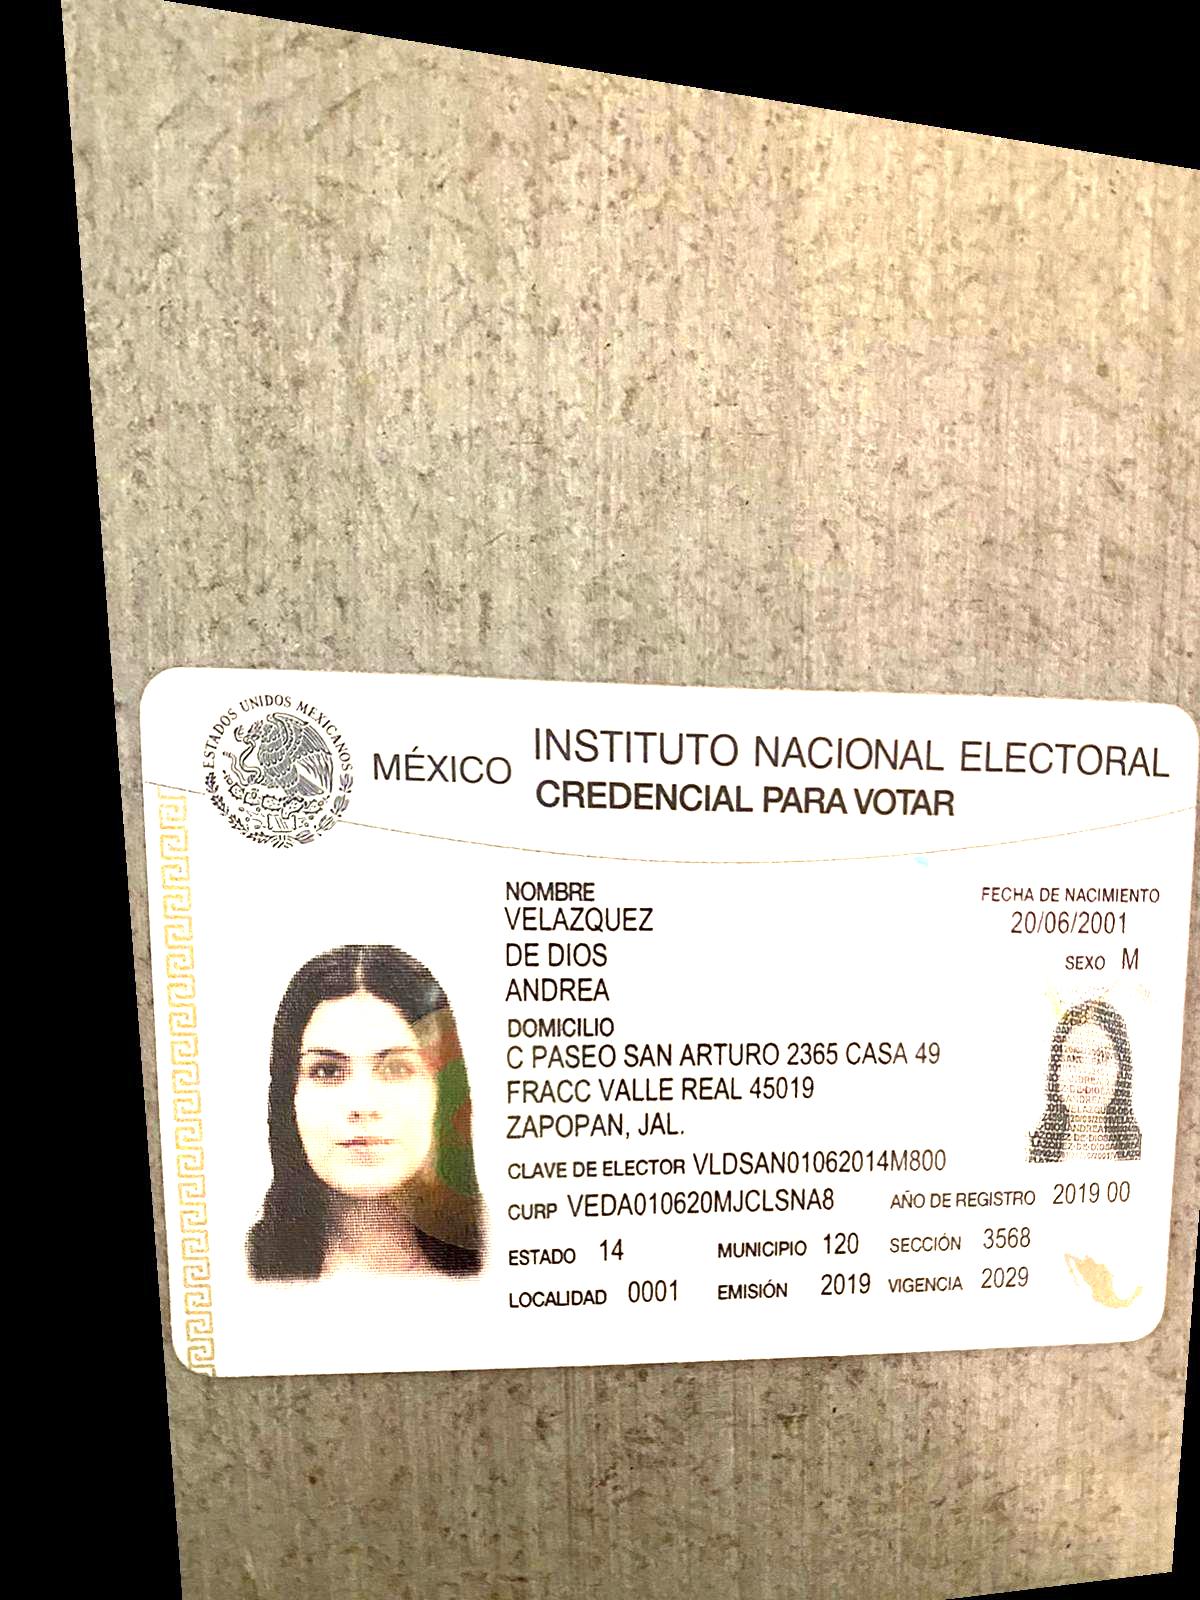 ESTADOS UNIDOS MEXICANOS
MÉXICO
INSTITUTO NACIONAL ELECTORAL
CREDENCIAL PARA VOTAR
NOMBRE
VELAZQUEZ
DE DIOS
ANDREA
FECHA DE NACIMIENTO
20/06/2001
SEXO M
DOMICILIO
C PASEO SAN ARTURO 2365 CASA 49
FRACC VALLE REAL 45019
ZAPOPAN, JAL.
CLAVE DE ELECTOR VLDSAN01062014M800
CURP VEDA010620MJCLSNA8 AÑO DE REGISTRO 2019 00
ESTADO 14 MUNICIPIO 120 SECCIÓN 3568
LOCALIDAD 0001 EMISIÓN 2019 VIGENCIA 2029